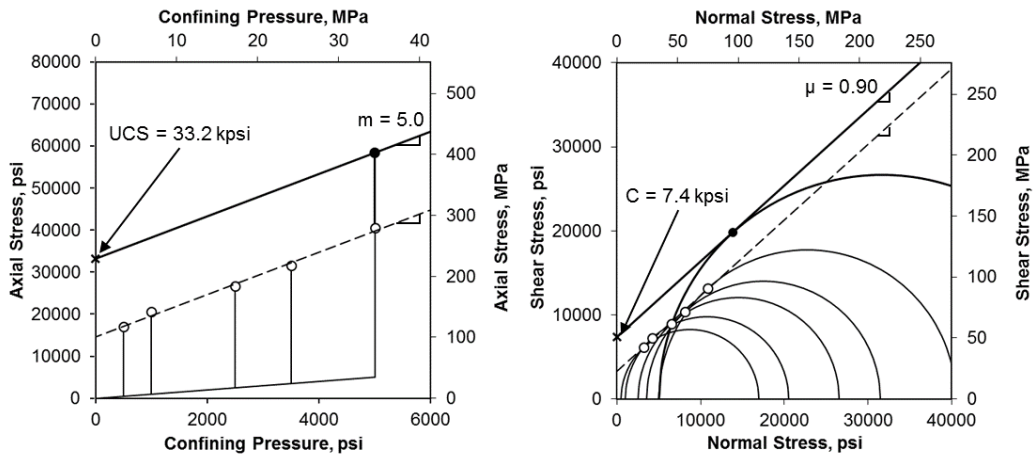 Confining Pressure, MPa
0 10 20 30 40
80000
70000
60000
50000
40000
30000
20000
10000
0
Axial Stress, psi
UCS = 33.2 kpsi
m = 5.0
500
400
300
200
100
0
Axial Stress, MPa
0 2000 4000 6000
Confining Pressure, psi
Normal Stress, MPa
0 50 100 150 200 250
40000
30000
20000
10000
0
Shear Stress, psi
μ = 0.90
C = 7.4 kpsi
250
200
150
100
50
0
Shear Stress, MPa
0 10000 20000 30000 40000
Normal Stress, psi